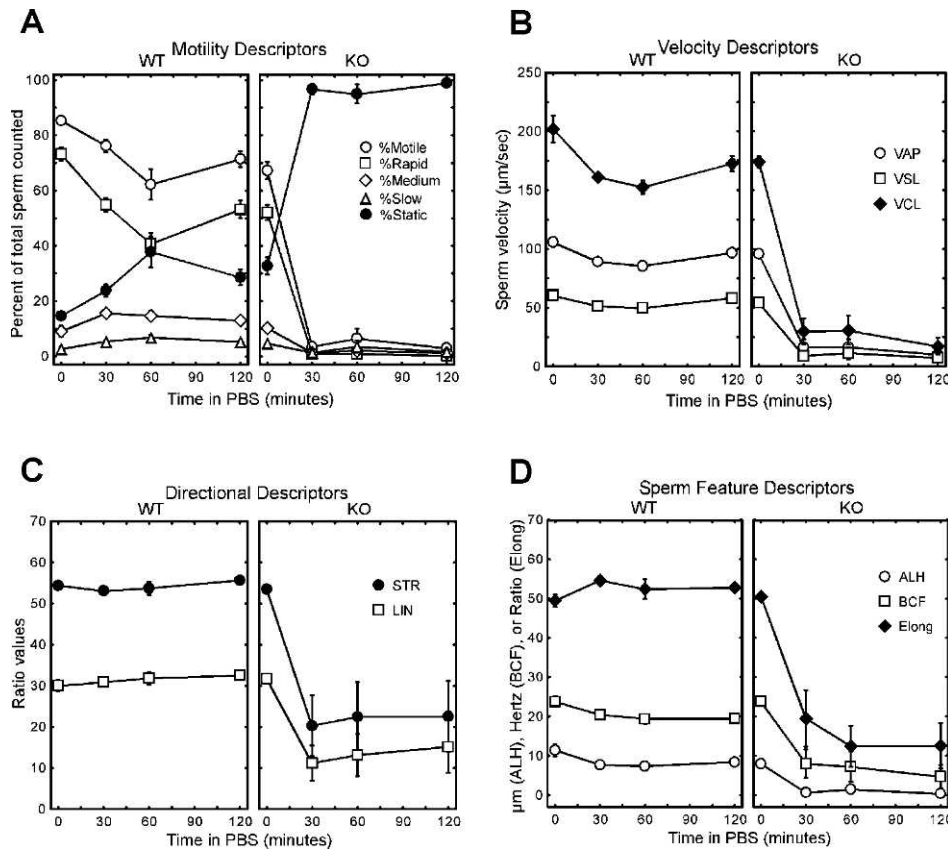 A
Motility Descriptors
WT
KO
Percent of total sperm counted
100
80
60
40
20
0
%Motile
%Rapid
%Medium
%Slow
%Static
0 30 60 90 120
0 30 60 90 120
Time in PBS (minutes)
B
Velocity Descriptors
WT
KO
Sperm velocity (µm/sec)
250
200
150
100
50
0
VAP
VSL
VCL
0 30 60 90 120
0 30 60 90 120
Time in PBS (minutes)
C
Directional Descriptors
WT
KO
Ratio values
70
60
50
40
30
20
10
0
STR
LIN
0 30 60 90 120
0 30 60 90 120
Time in PBS (minutes)
D
Sperm Feature Descriptors
WT
KO
µm (ALH), Hertz (BCF), or Ratio (Elong)
70
60
50
40
30
20
10
0
ALH
BCF
Elong
0 30 60 90 120
0 30 60 90 120
Time in PBS (minutes)